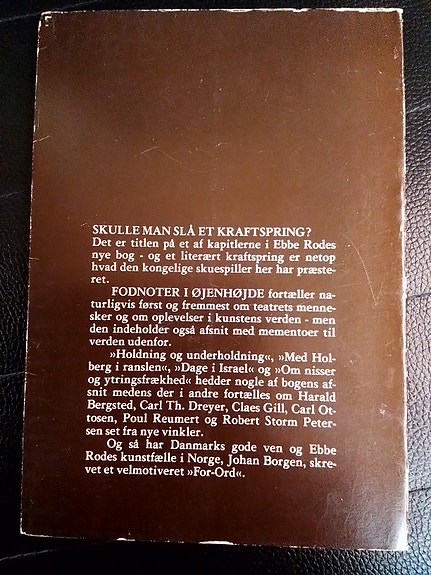 SKULLE MAN SLÅ ET KRAFTSPRING?
Det er titlen på et af kapitlerne i Ebbe Rodes
nye bog - og et literært kraftspring er netop
hvad den kongelige skuespiller her har præste-
ret.
FODNOTER I ØJENHØJDE fortæller na-
turligvis først og fremmest om teatrets menne-
sker og om oplevelser i kunstens verden - men
den indeholder også afsnit med mementoer til
verden udenfor.
»Holdning og underholdning«, »Med Hol-
berg i ranslen«, »Dage i Israel« og »Om nisser
og ytringsfrækhed« hedder nogle af bogens af-
snit medens der i andre fortælles om Harald
Bergsted, Carl Th. Dreyer, Claes Gill, Carl Ot-
tosen, Poul Reumert og Robert Storm Peter-
sen set fra nye vinkler.
Og så har Danmarks gode ven og Ebbe
Rodes kunstfælle i Norge, Johan Borgen, skre-
vet et velmotiveret »For-Ord«.